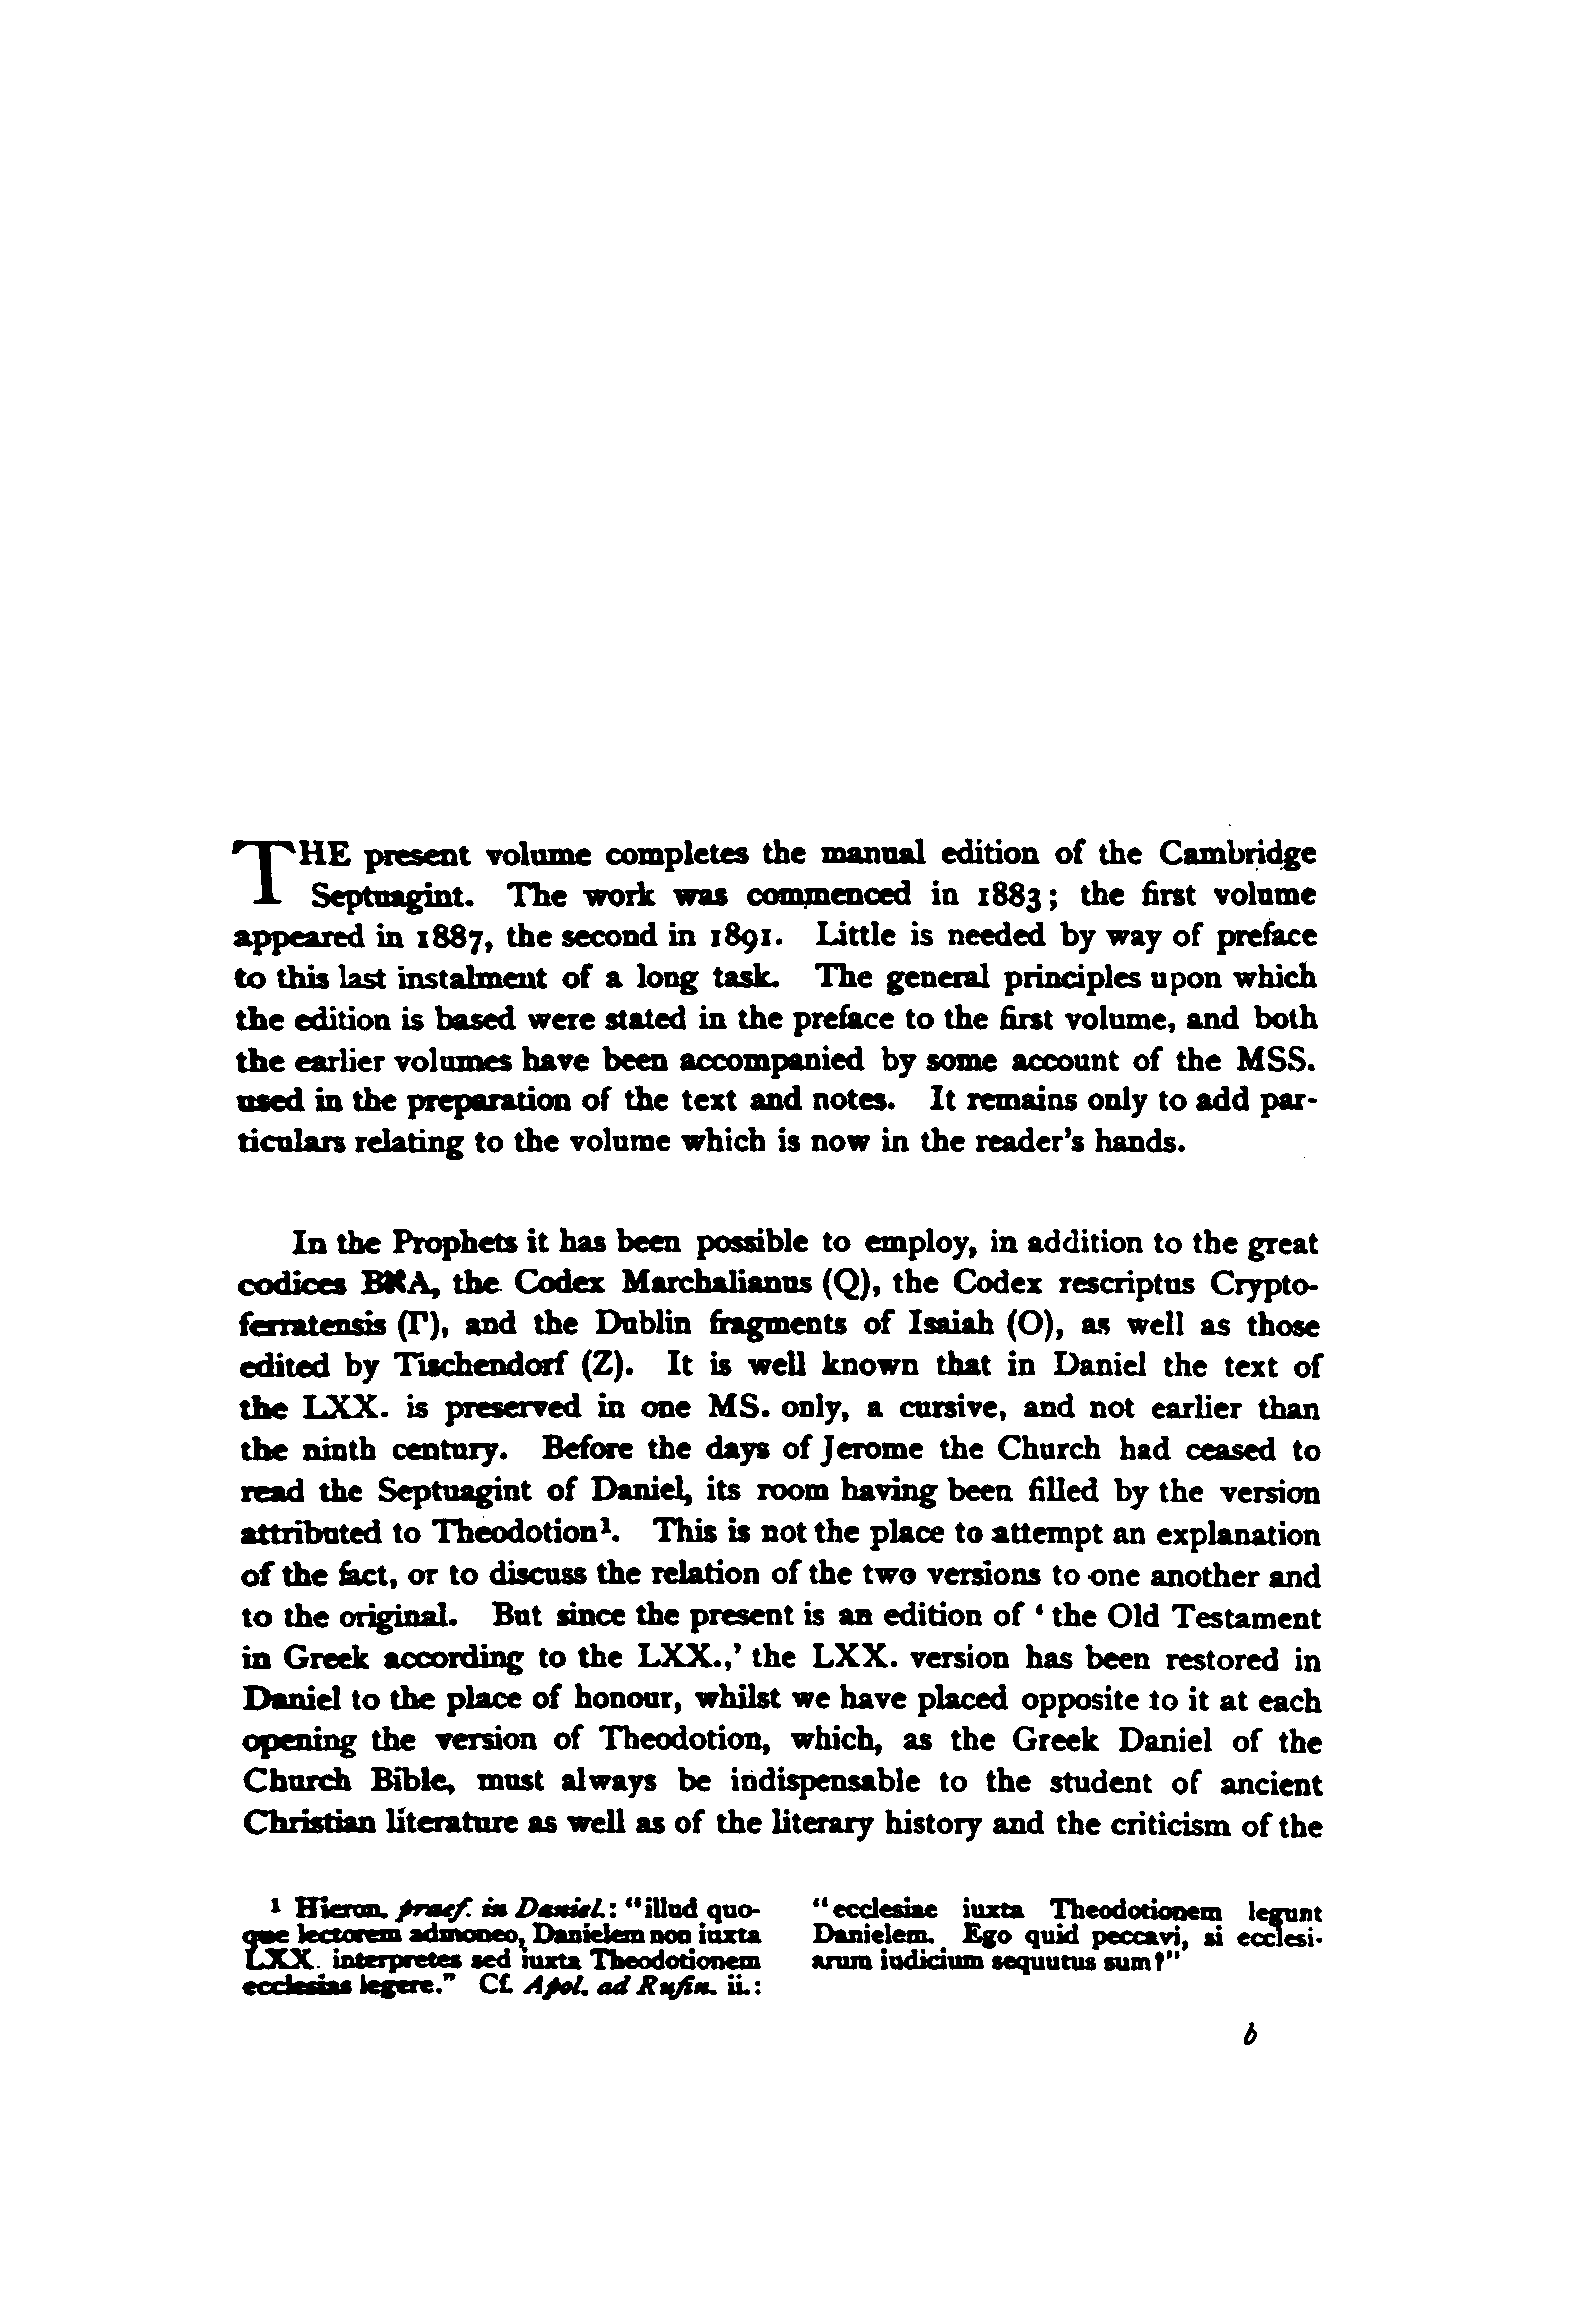 THE present volume completes the manual edition of the Cambridge
Septuagint. The work was commenced in 1883; the first volume
appeared in 1887, the second in 1891. Little is needed by way of preface
to this last instalment of a long task. The general principles upon which
the edition is based were stated in the preface to the first volume, and both
the earlier volumes have been accompanied by some account of the MSS.
used in the preparation of the text and notes. It remains only to add par-
ticulars relating to the volume which is now in the reader's hands.
In the Prophets it has been possible to employ, in addition to the great
codices BאA, the Codex Marchalianus (Q), the Codex rescriptus Crypto-
ferratensis (Γ), and the Dublin fragments of Isaiah (O), as well as those
edited by Tischendorf (Z). It is well known that in Daniel the text of
the LXX. is preserved in one MS. only, a cursive, and not earlier than
the ninth century. Before the days of Jerome the Church had ceased to
read the Septuagint of Daniel, its room having been filled by the version
attributed to Theodotion¹. This is not the place to attempt an explanation
of the fact, or to discuss the relation of the two versions to one another and
to the original. But since the present is an edition of ‘the Old Testament
in Greek according to the LXX.,’ the LXX. version has been restored in
Daniel to the place of honour, whilst we have placed opposite to it at each
opening the version of Theodotion, which, as the Greek Daniel of the
Church Bible, must always be indispensable to the student of ancient
Christian literature as well as of the literary history and the criticism of the
¹ Hieron. praef. in Daniel.: “illud quo-
que lectorem admoneo, Danielem non iuxta
LXX. interpretes sed iuxta Theodotionem
ecclesias legere.” Cf. Apol. ad Rufin. ii.:
“ecclesiae iuxta Theodotionem legunt
Danielem. Ego quid peccavi, si ecclesi-
arum iudicium sequutus sum?”
b